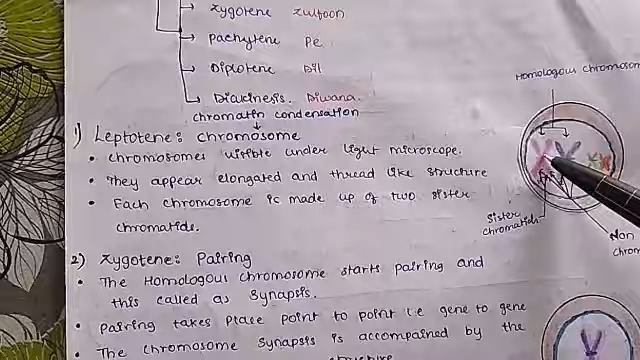 Zygotene Zulfoon
Pachytene Pe
Diplotene Dil
Diakinesis. Diwana.
chromatin condensation
1) Leptotene: chromosome
• chromosomes visible under light microscope.
• They appear elongated and thread like structure
• Each chromosome is made up of two sister
chromatids.
Homologous chromosom
Sister
chromatids
Non
chrom
2) Zygotene: Pairing
• The Homologous chromosome starts pairing and
this called as synapsis.
• pairing takes place point to point i.e gene to gene
• The chromosome synapsis is accompained by the